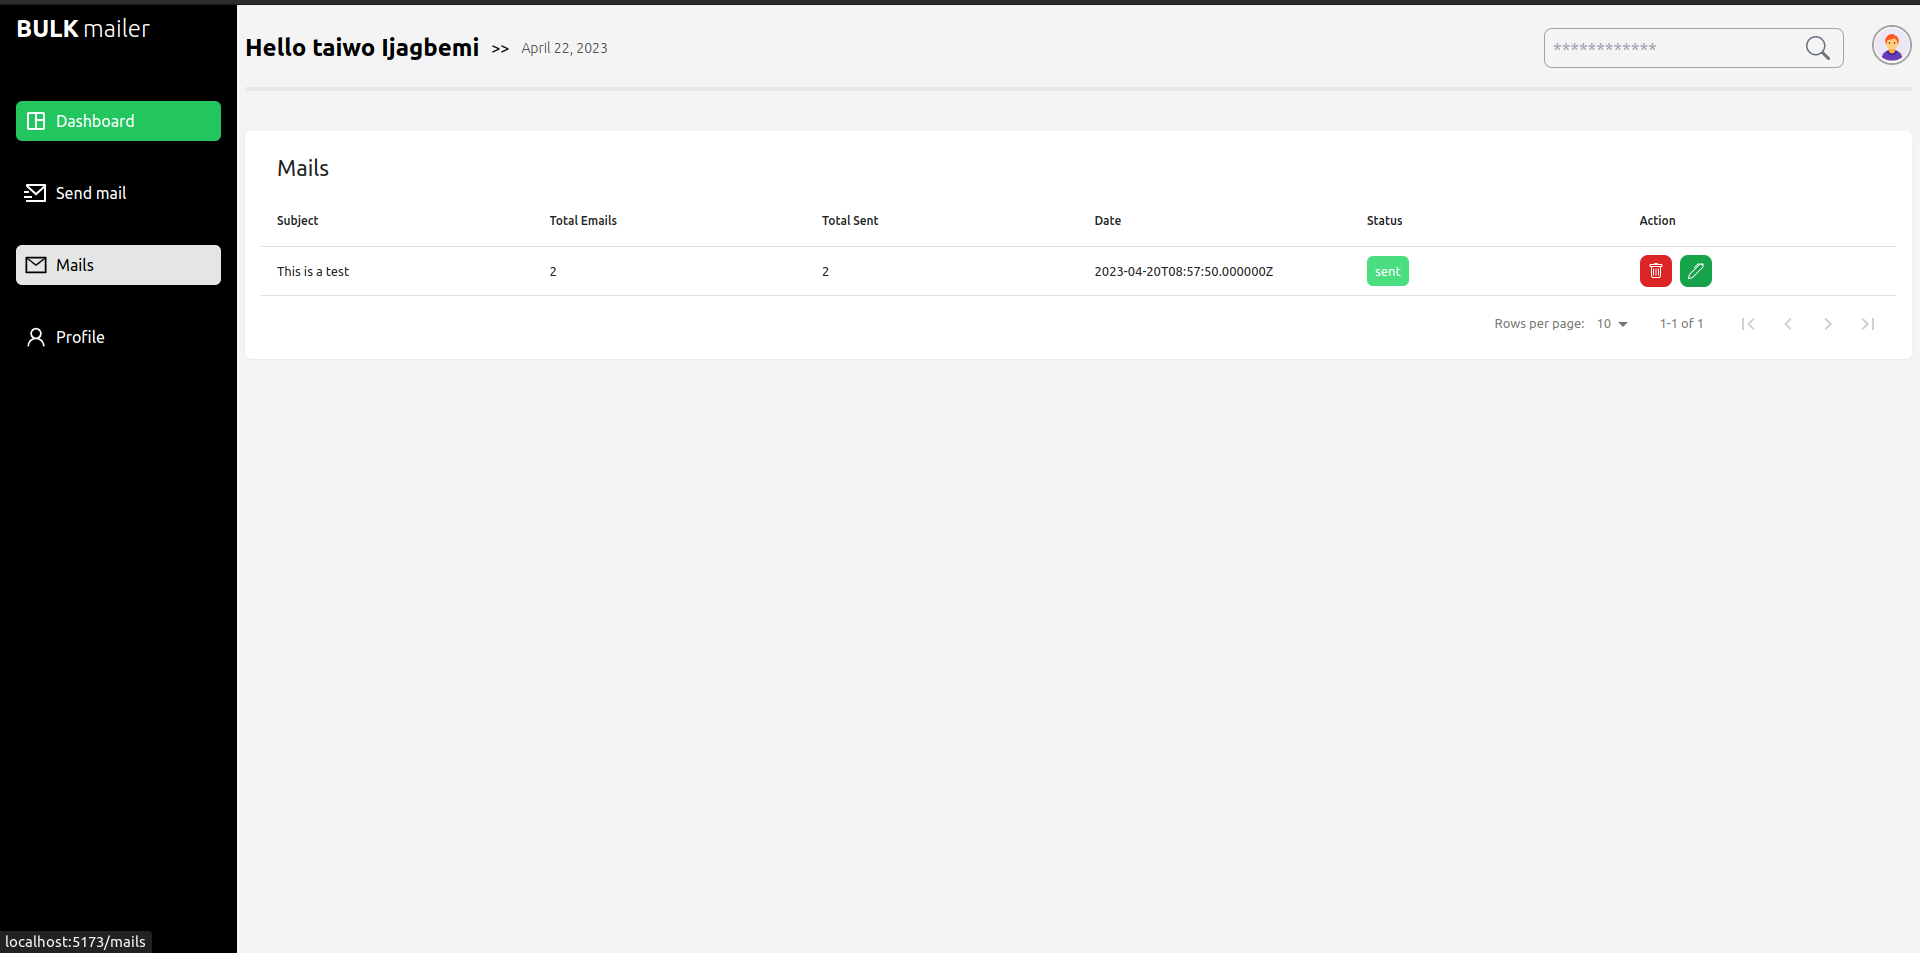 BULK mailer
Hello taiwo Ijagbemi >> April 22, 2023
************
Dashboard
Send mail
Mails
Profile
Mails
Subject Total Emails Total Sent Date Status Action
This is a test 2 2 2023-04-20T08:57:50.000000Z sent
Rows per page: 10 1-1 of 1
localhost:5173/mails